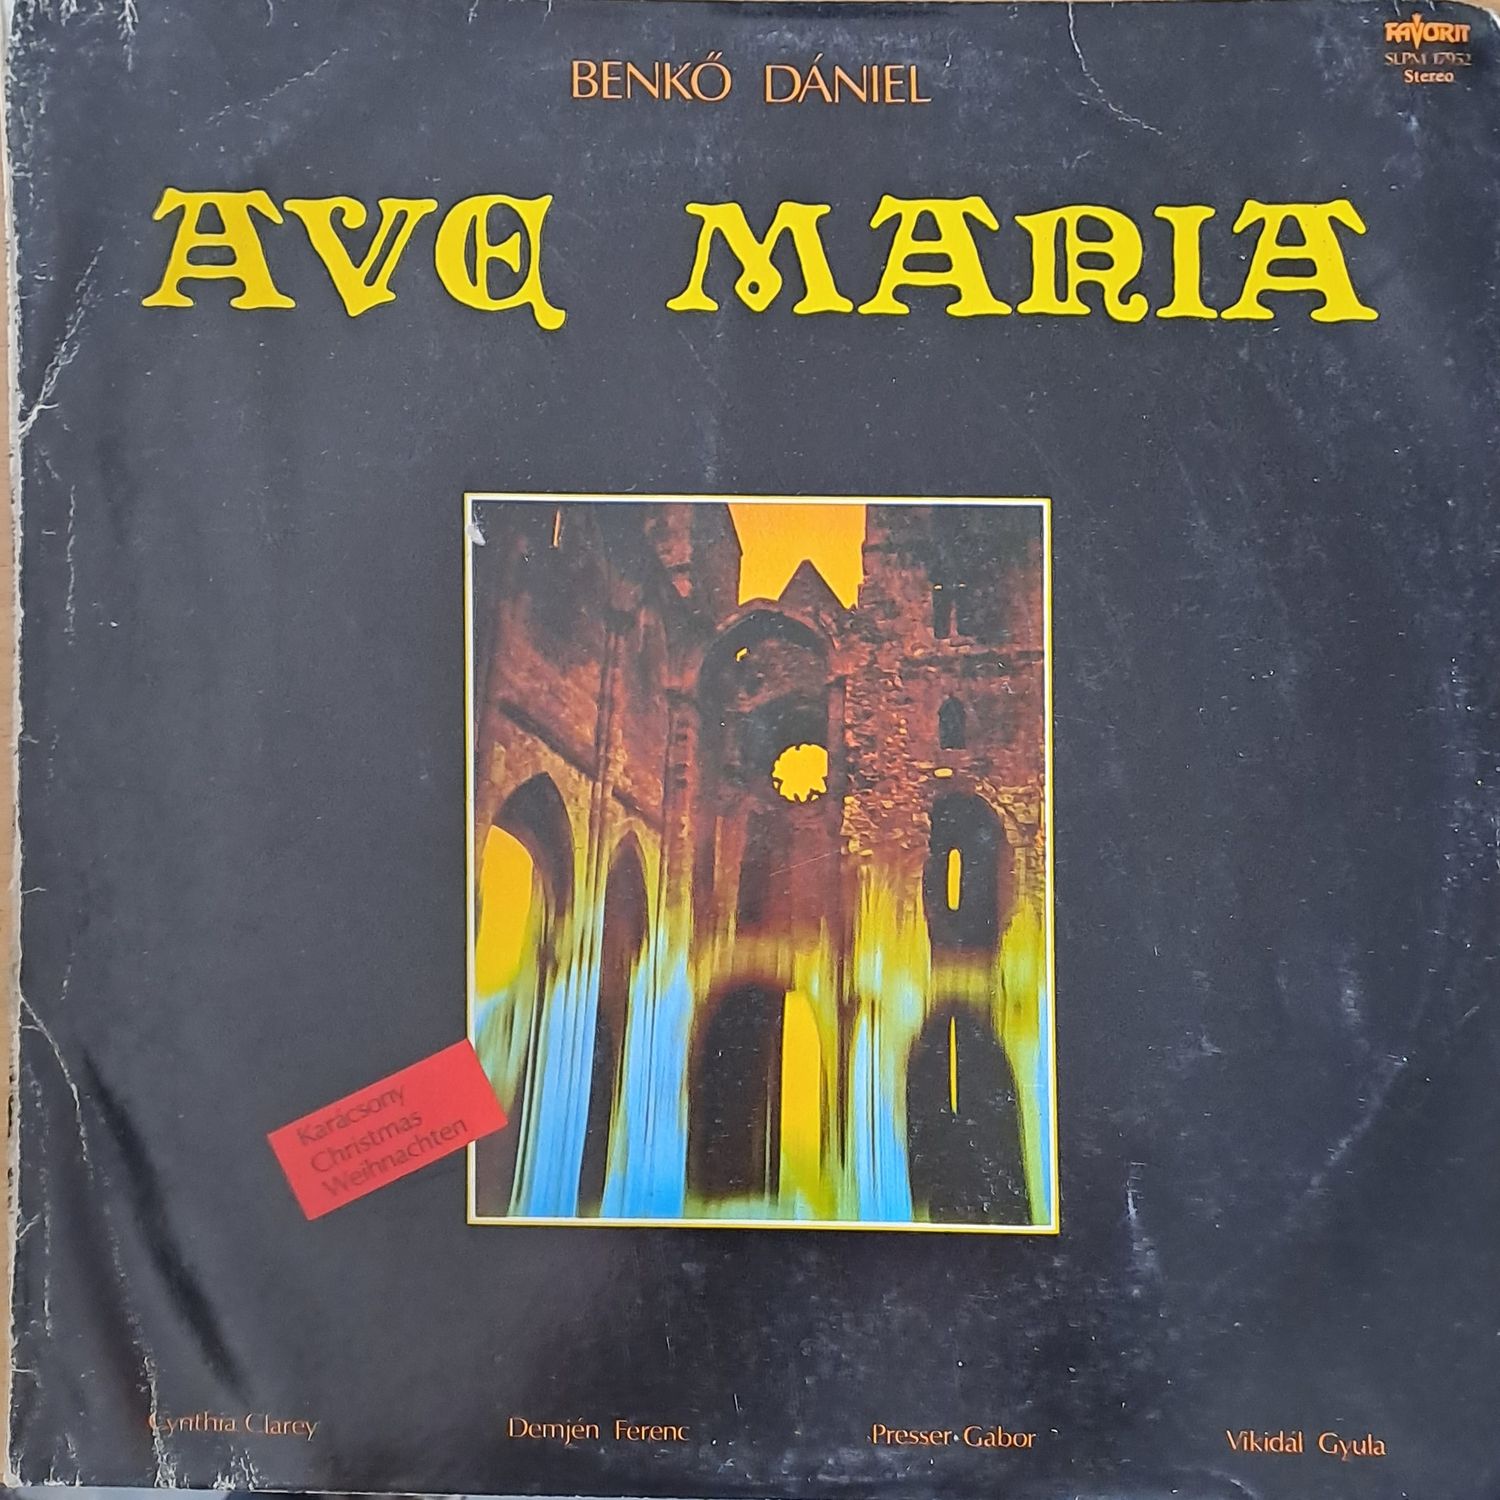 BENKŐ DÁNIEL
FAVORIT
SLPM 17952
Stereo
AVE MARIA
Karácsony
Christmas
Weihnachten
Cynthia Clarey
Demjén Ferenc
Presser Gábor
Vikidál Gyula